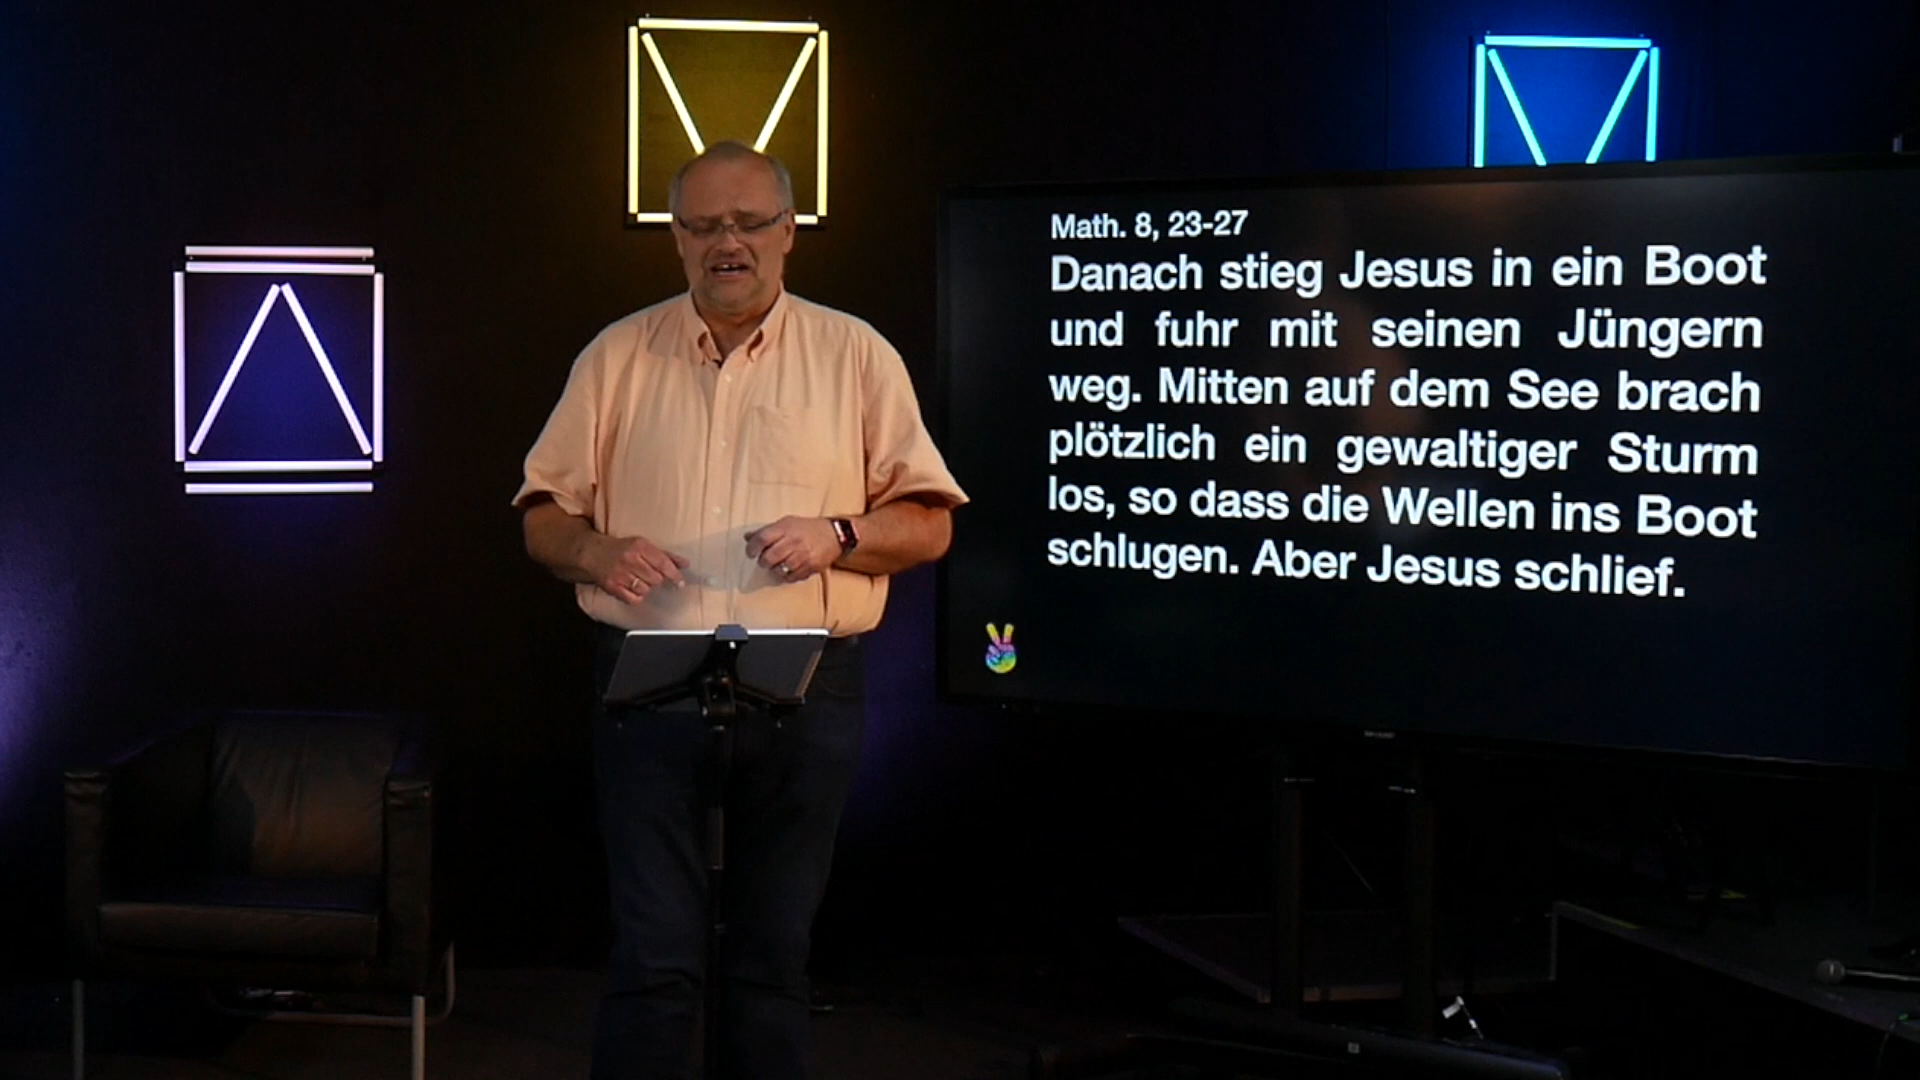 Math. 8, 23-27
Danach stieg Jesus in ein Boot
und fuhr mit seinen Jüngern
weg. Mitten auf dem See brach
plötzlich ein gewaltiger Sturm
los, so dass die Wellen ins Boot
schlugen. Aber Jesus schlief.